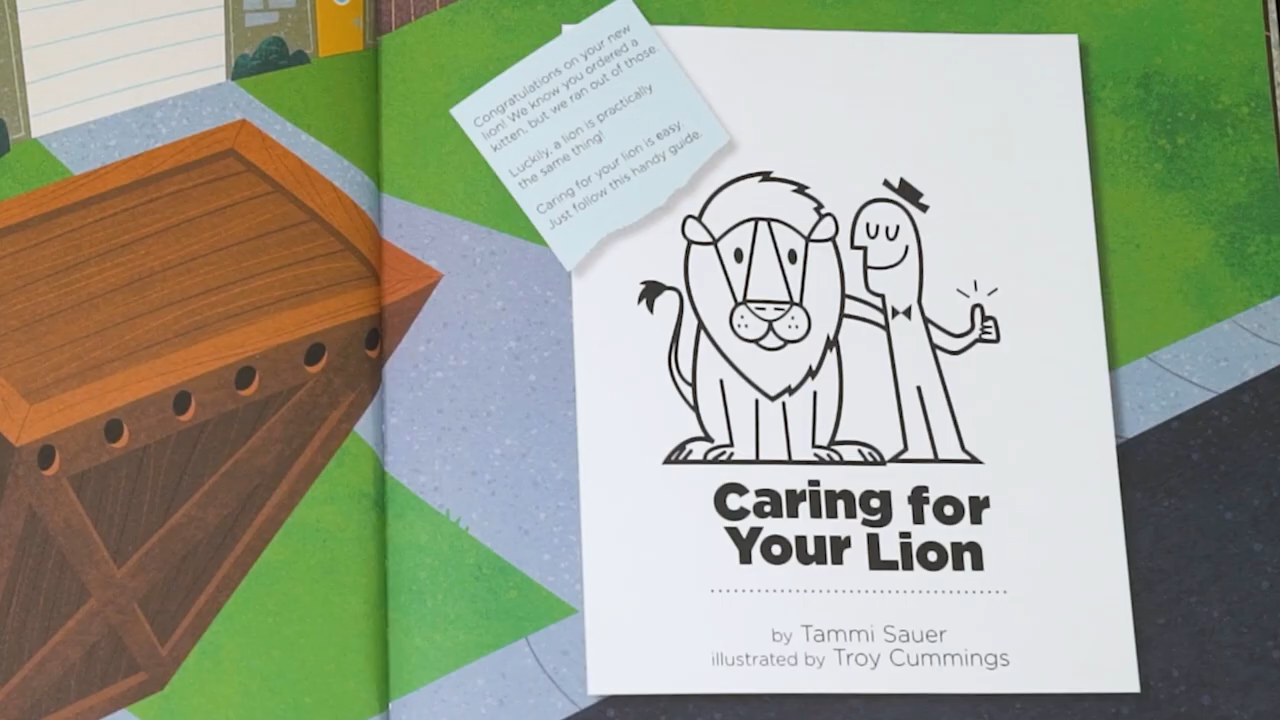 Congratulations on your new
lion! We know you ordered a
kitten, but we ran out of those.
Luckily, a lion is practically
the same thing!
Caring for your lion is easy.
Just follow this handy guide.
Caring for
Your Lion
by Tammi Sauer
illustrated by Troy Cummings